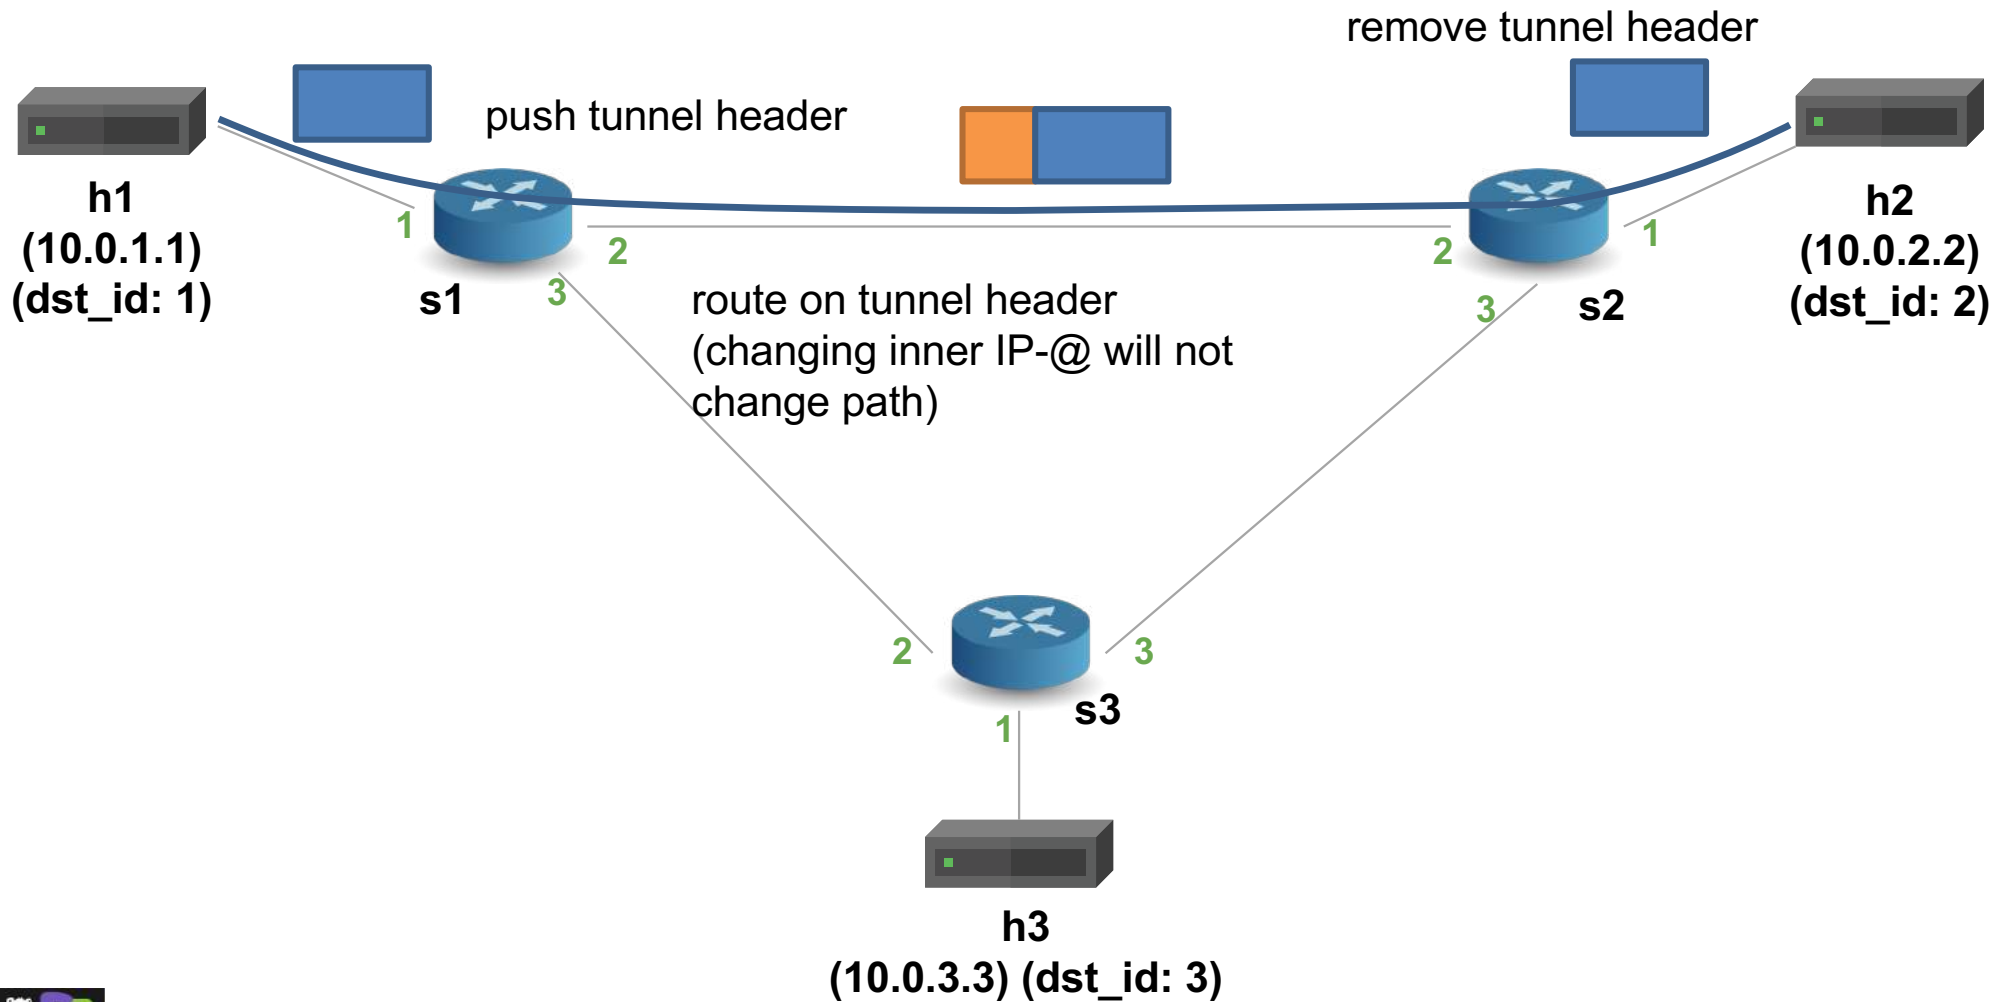 remove tunnel header
push tunnel header
h1
(10.0.1.1)
(dst_id: 1)
h2
(10.0.2.2)
(dst_id: 2)
1
2
3
s1
2
1
3
s2
route on tunnel header
(changing inner IP-@ will not
change path)
2
3
1
s3
h3
(10.0.3.3) (dst_id: 3)